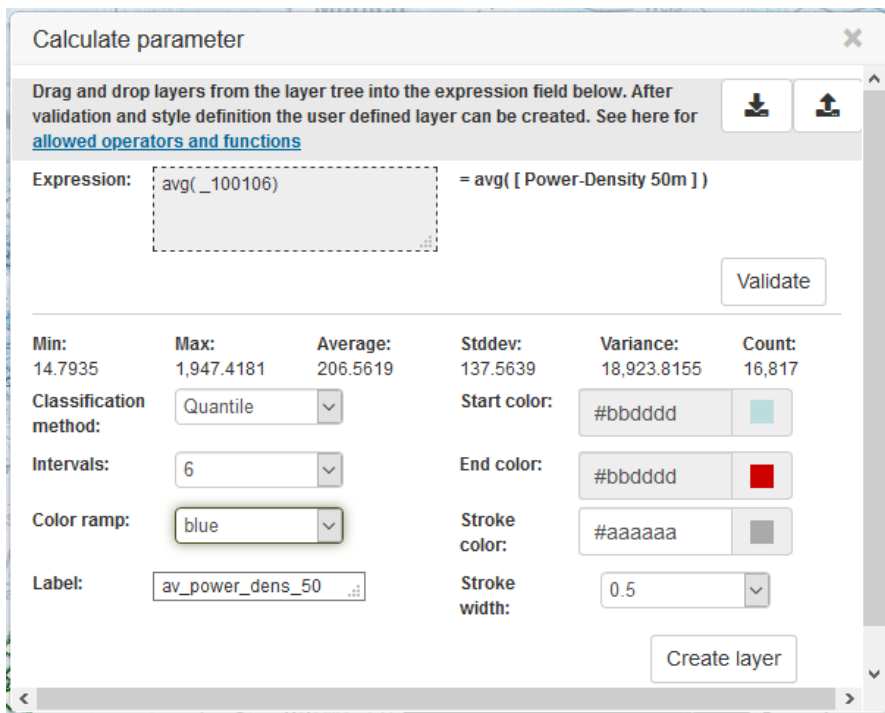 Calculate parameter
Drag and drop layers from the layer tree into the expression field below. After
validation and style definition the user defined layer can be created. See here for
allowed operators and functions
Expression:
avg( _100106)
= avg( [ Power-Density 50m ] )
Validate
Min: Max: Average: Stddev: Variance: Count:
14.7935 1,947.4181 206.5619 137.5639 18,923.8155 16,817
Classification
method:
Quantile
Start color:
#bbdddd
Intervals:
6
End color:
#bbdddd
Color ramp:
blue
Stroke
color:
#aaaaaa
Label:
av_power_dens_50
Stroke
width:
0.5
Create layer